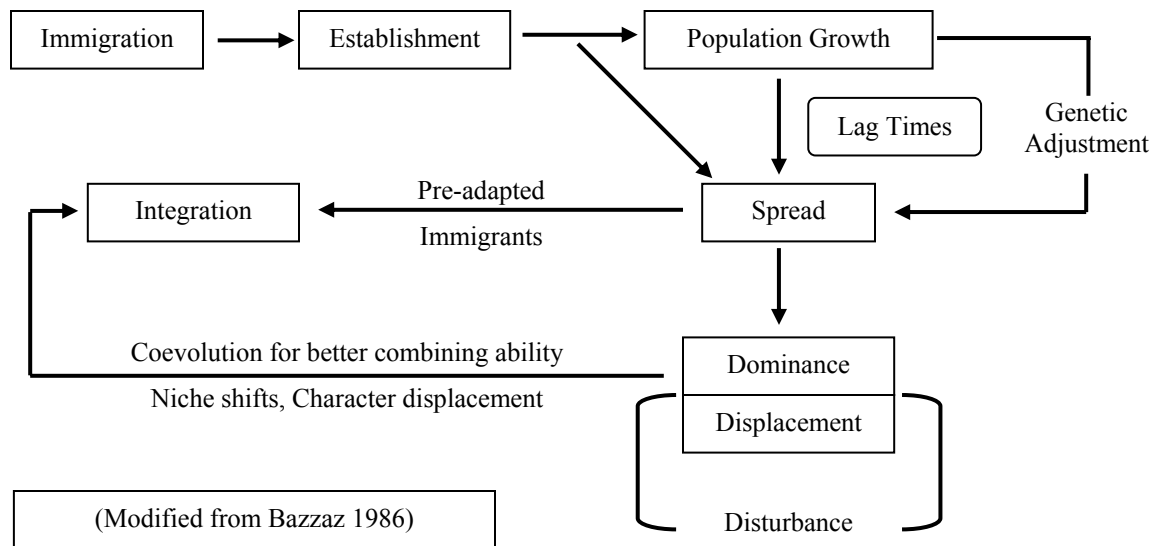 Immigration
Establishment
Population Growth
Lag Times
Genetic
Adjustment
Integration
Pre-adapted
Immigrants
Spread
Coevolution for better combining ability
Niche shifts, Character displacement
Dominance
Displacement
(Modified from Bazzaz 1986)
Disturbance